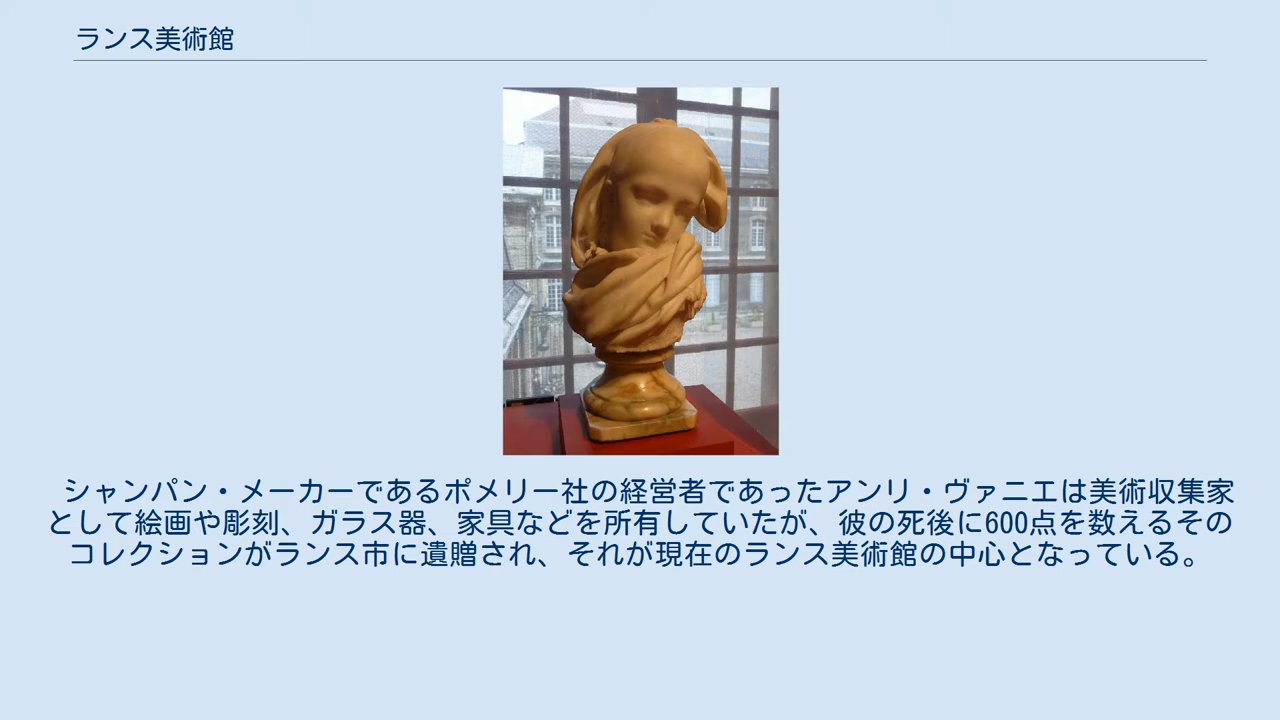 ランス美術館
シャンパン・メーカーであるポメリー社の経営者であったアンリ・ヴァニエは美術収集家
として絵画や彫刻、ガラス器、家具などを所有していたが、彼の死後に600点を数えるその
コレクションがランス市に遺贈され、それが現在のランス美術館の中心となっている。